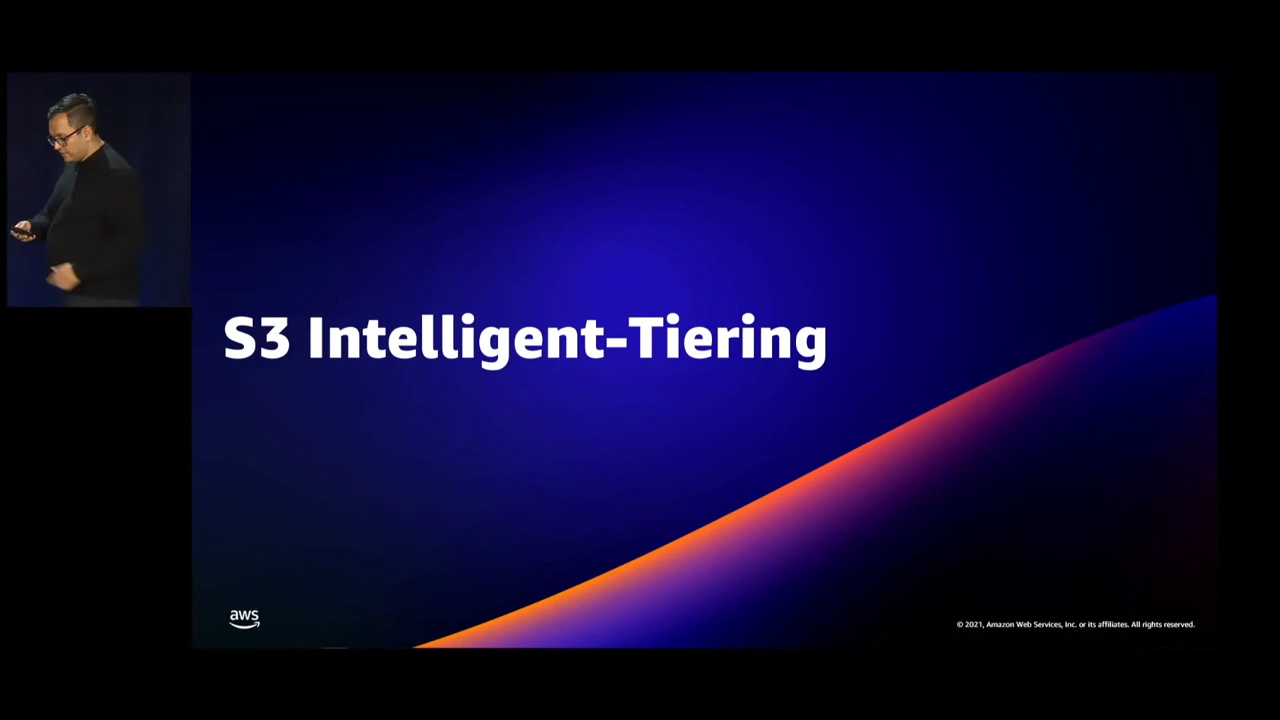 S3 Intelligent-Tiering
aws
© 2021, Amazon Web Services, Inc. or its affiliates. All rights reserved.